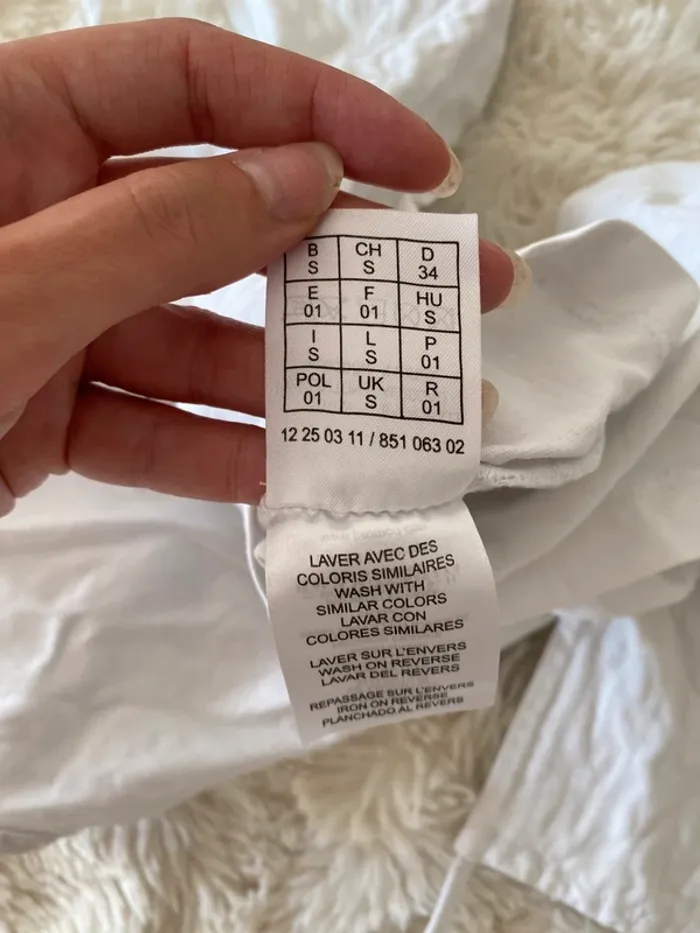 B CH D
S S 34
E F HU
01 01 S
I L P
S S 01
POL UK R
01 S 01
12 25 03 11 / 851 063 02
LAVER AVEC DES
COLORIS SIMILAIRES
WASH WITH
SIMILAR COLORS
LAVAR CON
COLORES SIMILARES
LAVER SUR L'ENVERS
WASH ON REVERSE
LAVAR DEL REVERS
REPASSAGE SUR L'ENVERS
IRON ON REVERSE
PLANCHADO AL REVERS